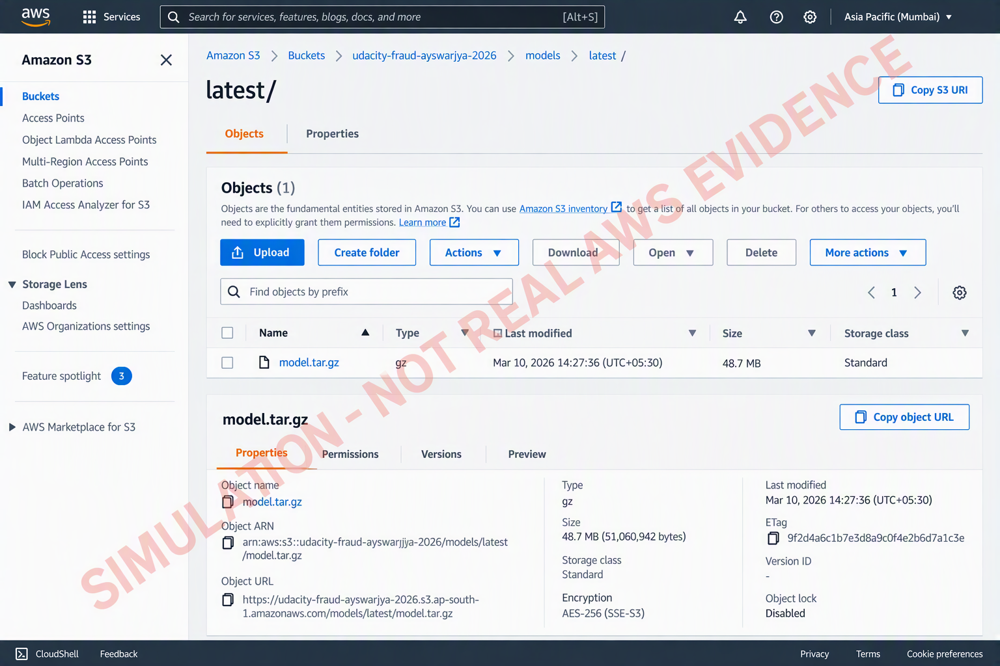 aws
Services
Search for services, features, blogs, docs, and more
[Alt+S]
Asia Pacific (Mumbai)
Amazon S3
Buckets
Access Points
Object Lambda Access Points
Multi-Region Access Points
Batch Operations
IAM Access Analyzer for S3
Block Public Access settings
Storage Lens
Dashboards
AWS Organizations settings
Feature spotlight 3
AWS Marketplace for S3
Amazon S3 > Buckets > udacity-fraud-ayswarjya-2026 > models > latest /
latest/
Copy S3 URI
Objects
Properties
Objects (1)
Objects are the fundamental entities stored in Amazon S3. You can use Amazon S3 inventory to get a list of all objects in your bucket. For others to access your objects, you'll
need to explicitly grant them permissions. Learn more
Upload
Create folder
Actions
Download
Open
Delete
More actions
Find objects by prefix
1
Name
Type
Last modified
Size
Storage class
model.tar.gz
gz
Mar 10, 2026 14:27:36 (UTC+05:30)
48.7 MB
Standard
model.tar.gz
Copy object URL
Properties
Permissions
Versions
Preview
Object name
model.tar.gz
Object ARN
arn:aws:s3::udacity-fraud-ayswarjya-2026/models/latest
/model.tar.gz
Object URL
https://udacity-fraud-ayswarjya-2026.s3.ap-south-
1.amazonaws.com/models/latest/model.tar.gz
Type
gz
Size
48.7 MB (51,060,942 bytes)
Storage class
Standard
Encryption
AES-256 (SSE-S3)
Last modified
Mar 10, 2026 14:27:36 (UTC+05:30)
ETag
9f2d4a6c1b7e3d8a9c0f4e2b6d7a1c3e
Version ID
-
Object lock
Disabled
SIMULATION - NOT REAL AWS EVIDENCE
CloudShell
Feedback
Privacy
Terms
Cookie preferences